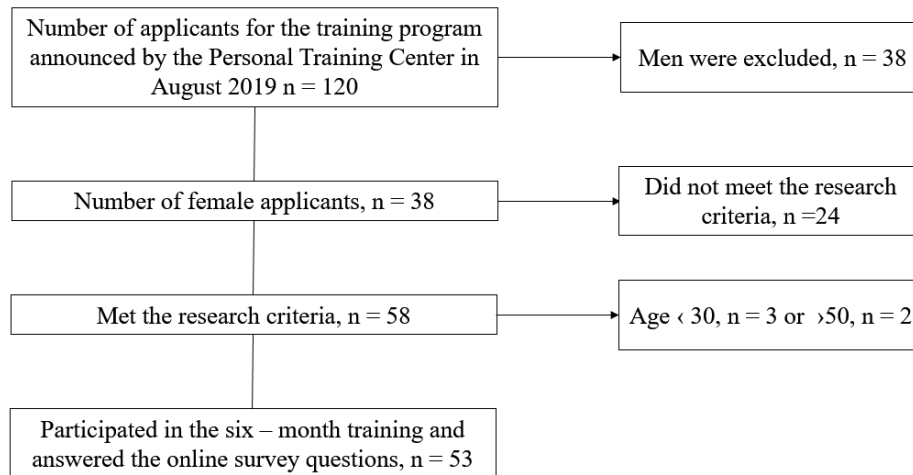 Number of applicants for the training program
announced by the Personal Training Center in
August 2019 n = 120
Men were excluded, n = 38
Number of female applicants, n = 38
Did not meet the research
criteria, n =24
Met the research criteria, n = 58
Age ‹ 30, n = 3 or ›50, n = 2
Participated in the six – month training and
answered the online survey questions, n = 53